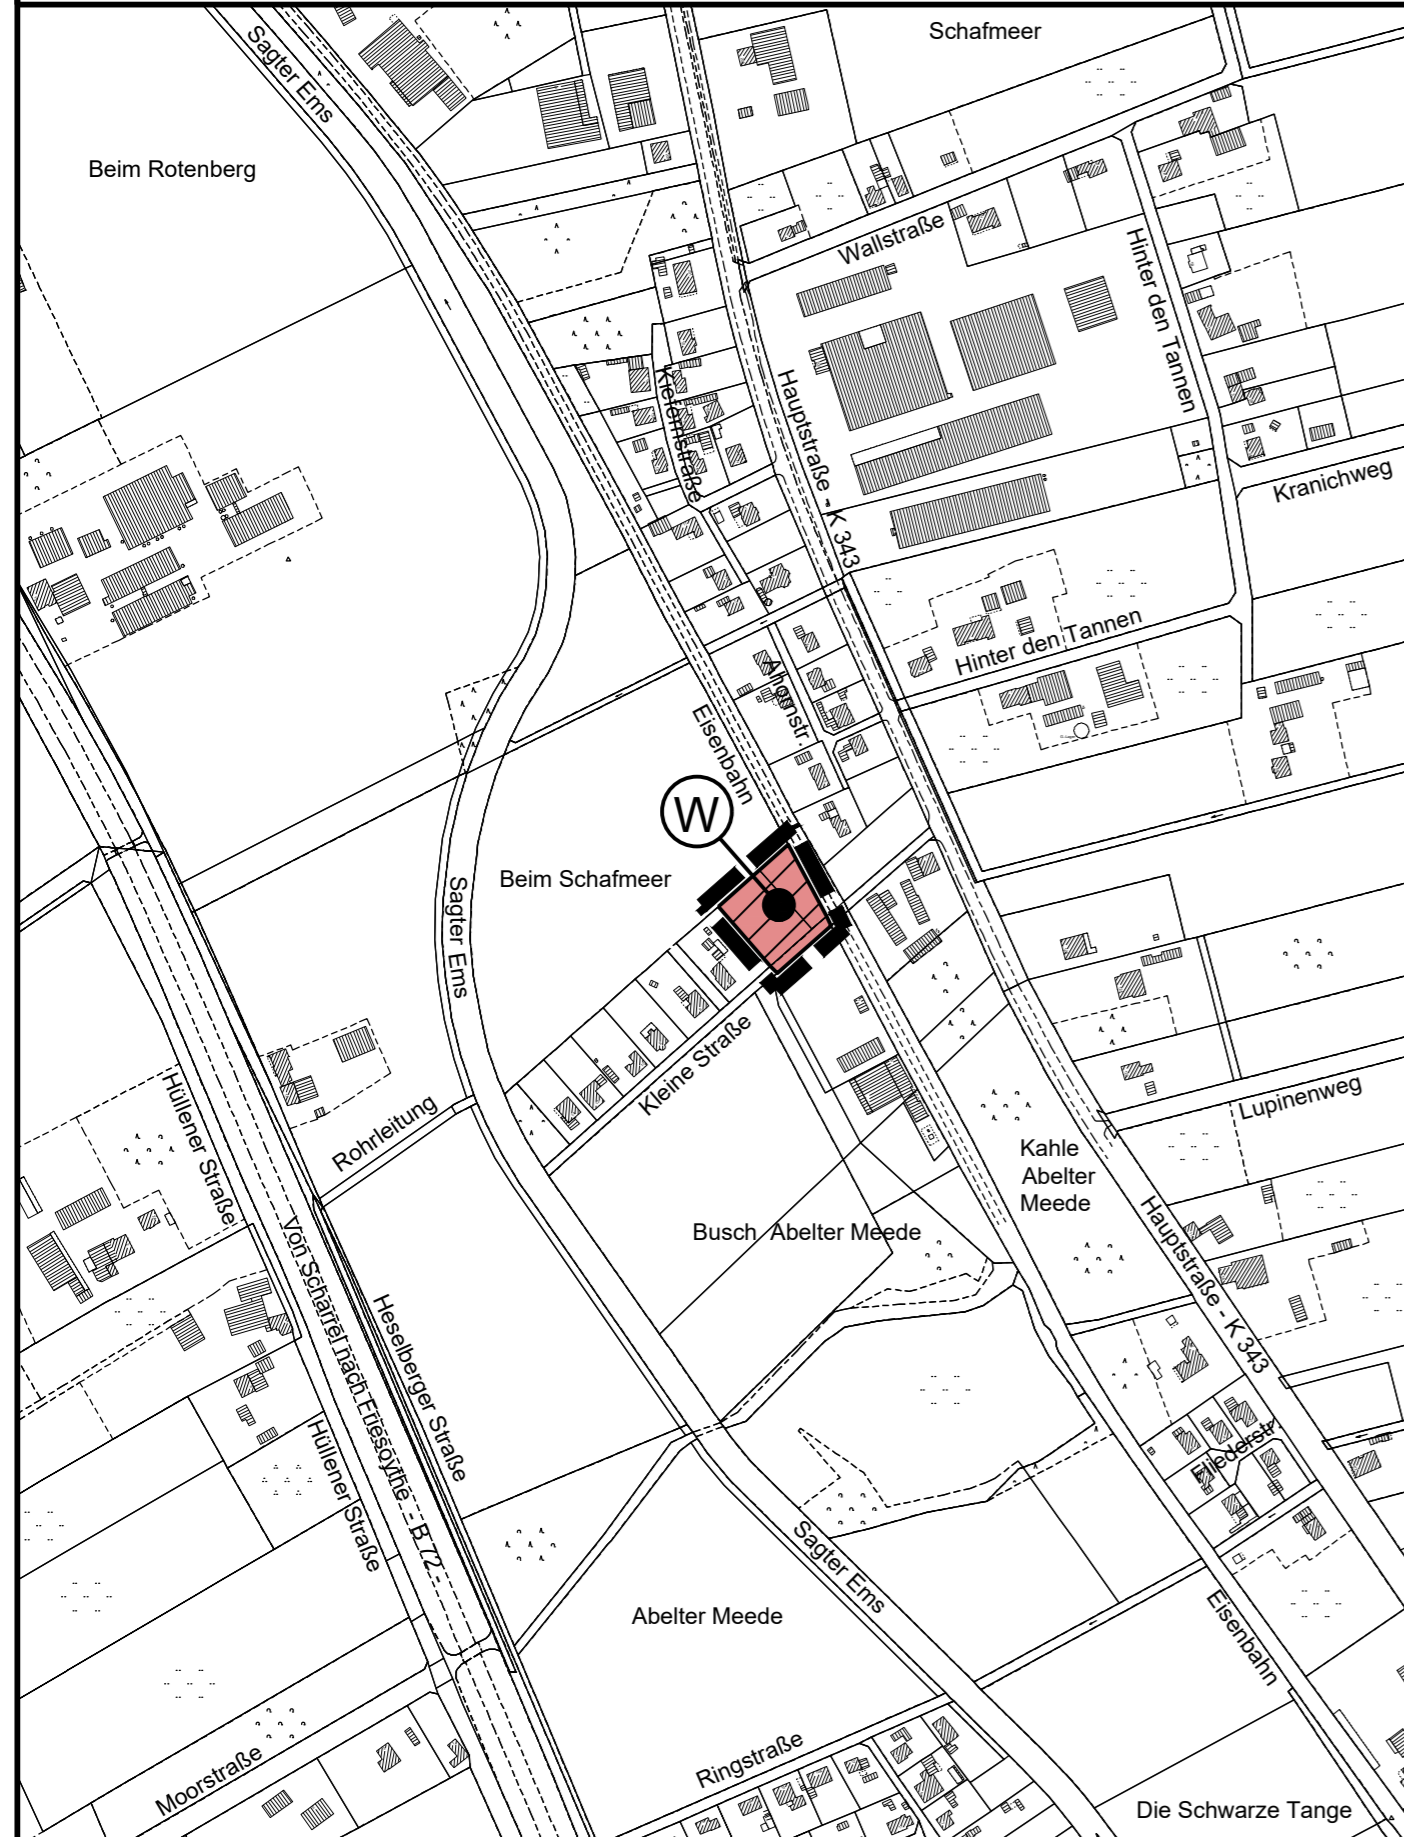 Schafmeer
Sagter Ems
Beim Rotenberg
Wallstraße
Hinter den Tannen
Kiefernstraße
Hauptstraße - K 343
Kranichweg
Hinter den Tannen
Ahornstr.
Eisenbahn
W
Beim Schafmeer
Sagter Ems
Kleine Straße
Rohrleitung
Hüllener Straße
Lupinenweg
Kahle
Abelter
Meede
Busch Abelter Meede
Hauptstraße - K 343
Von Scharrel nach Friesoythe - B 72 -
Heselberger Straße
Hüllener Straße
Fliederstr.
Sagter Ems
Abelter Meede
Eisenbahn
Ringstraße
Moorstraße
Die Schwarze Tange